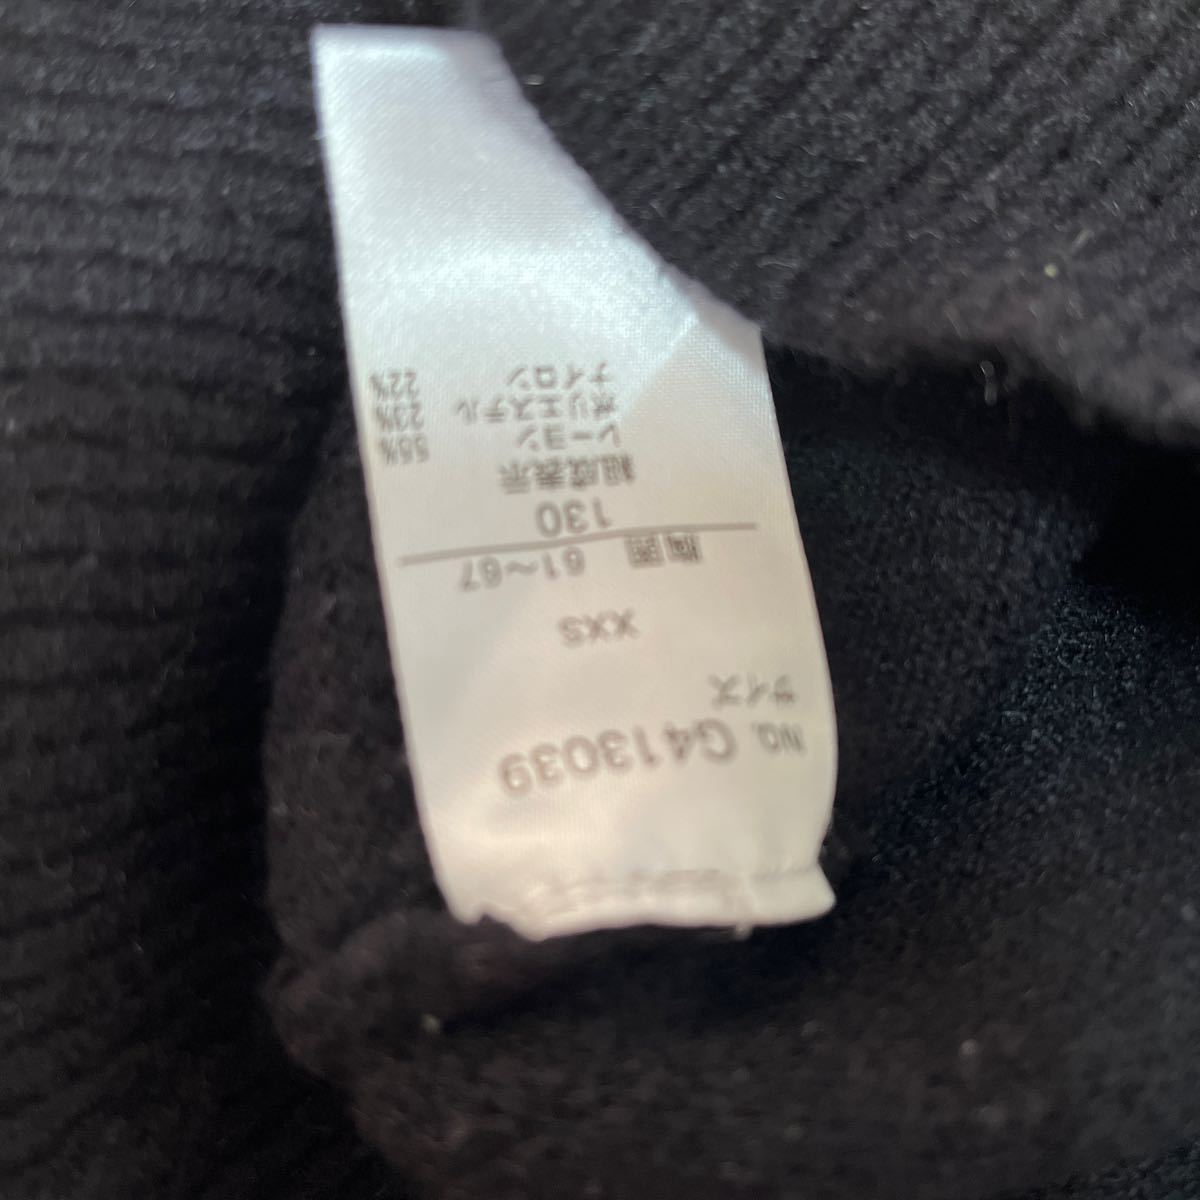 No. G413039
サイズ
XXS
胸囲 61〜67
130
組成表示
レーヨン 55%
ポリエステル 23%
ナイロン 22%